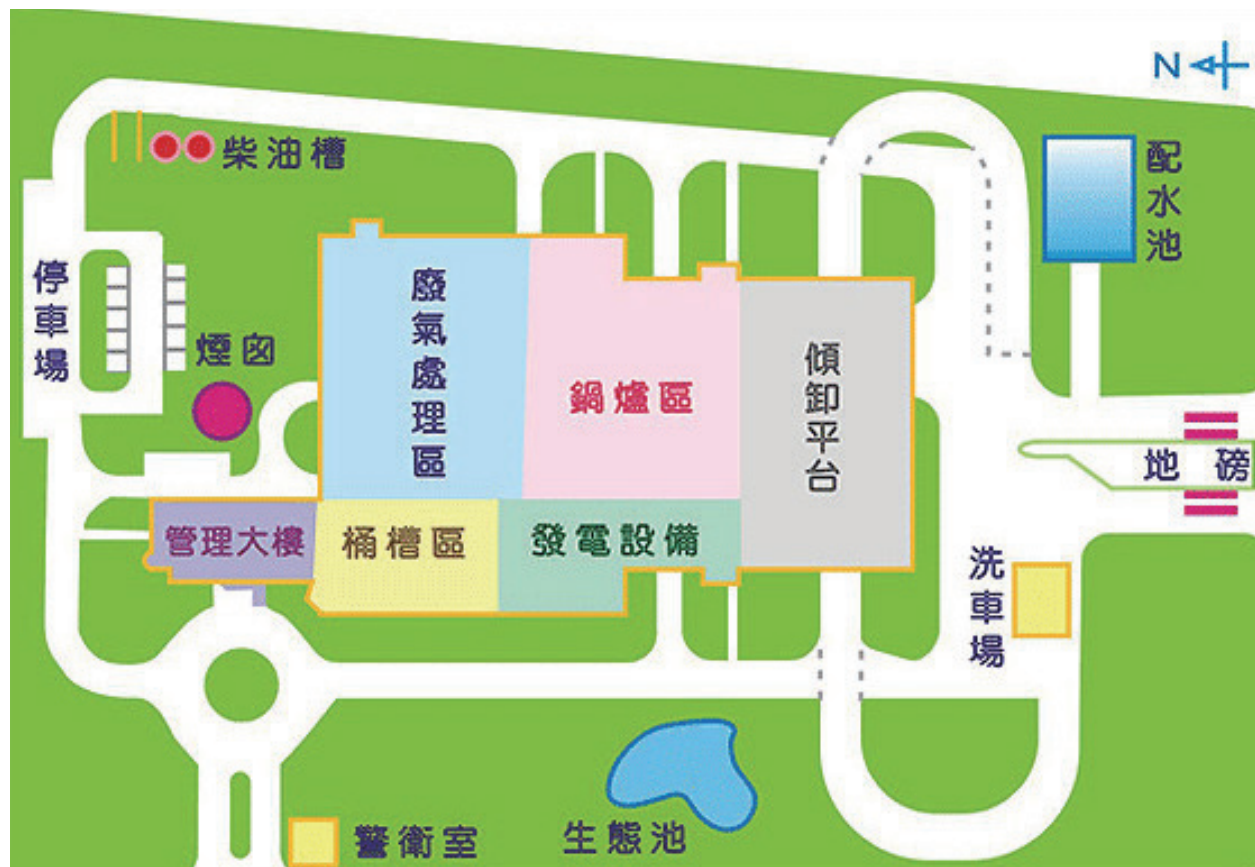 N
柴油槽
配水池
停車場
煙囪
廢氣處理區
鍋爐區
傾卸平台
地磅
管理大樓
桶槽區
發電設備
洗車場
警衛室
生態池